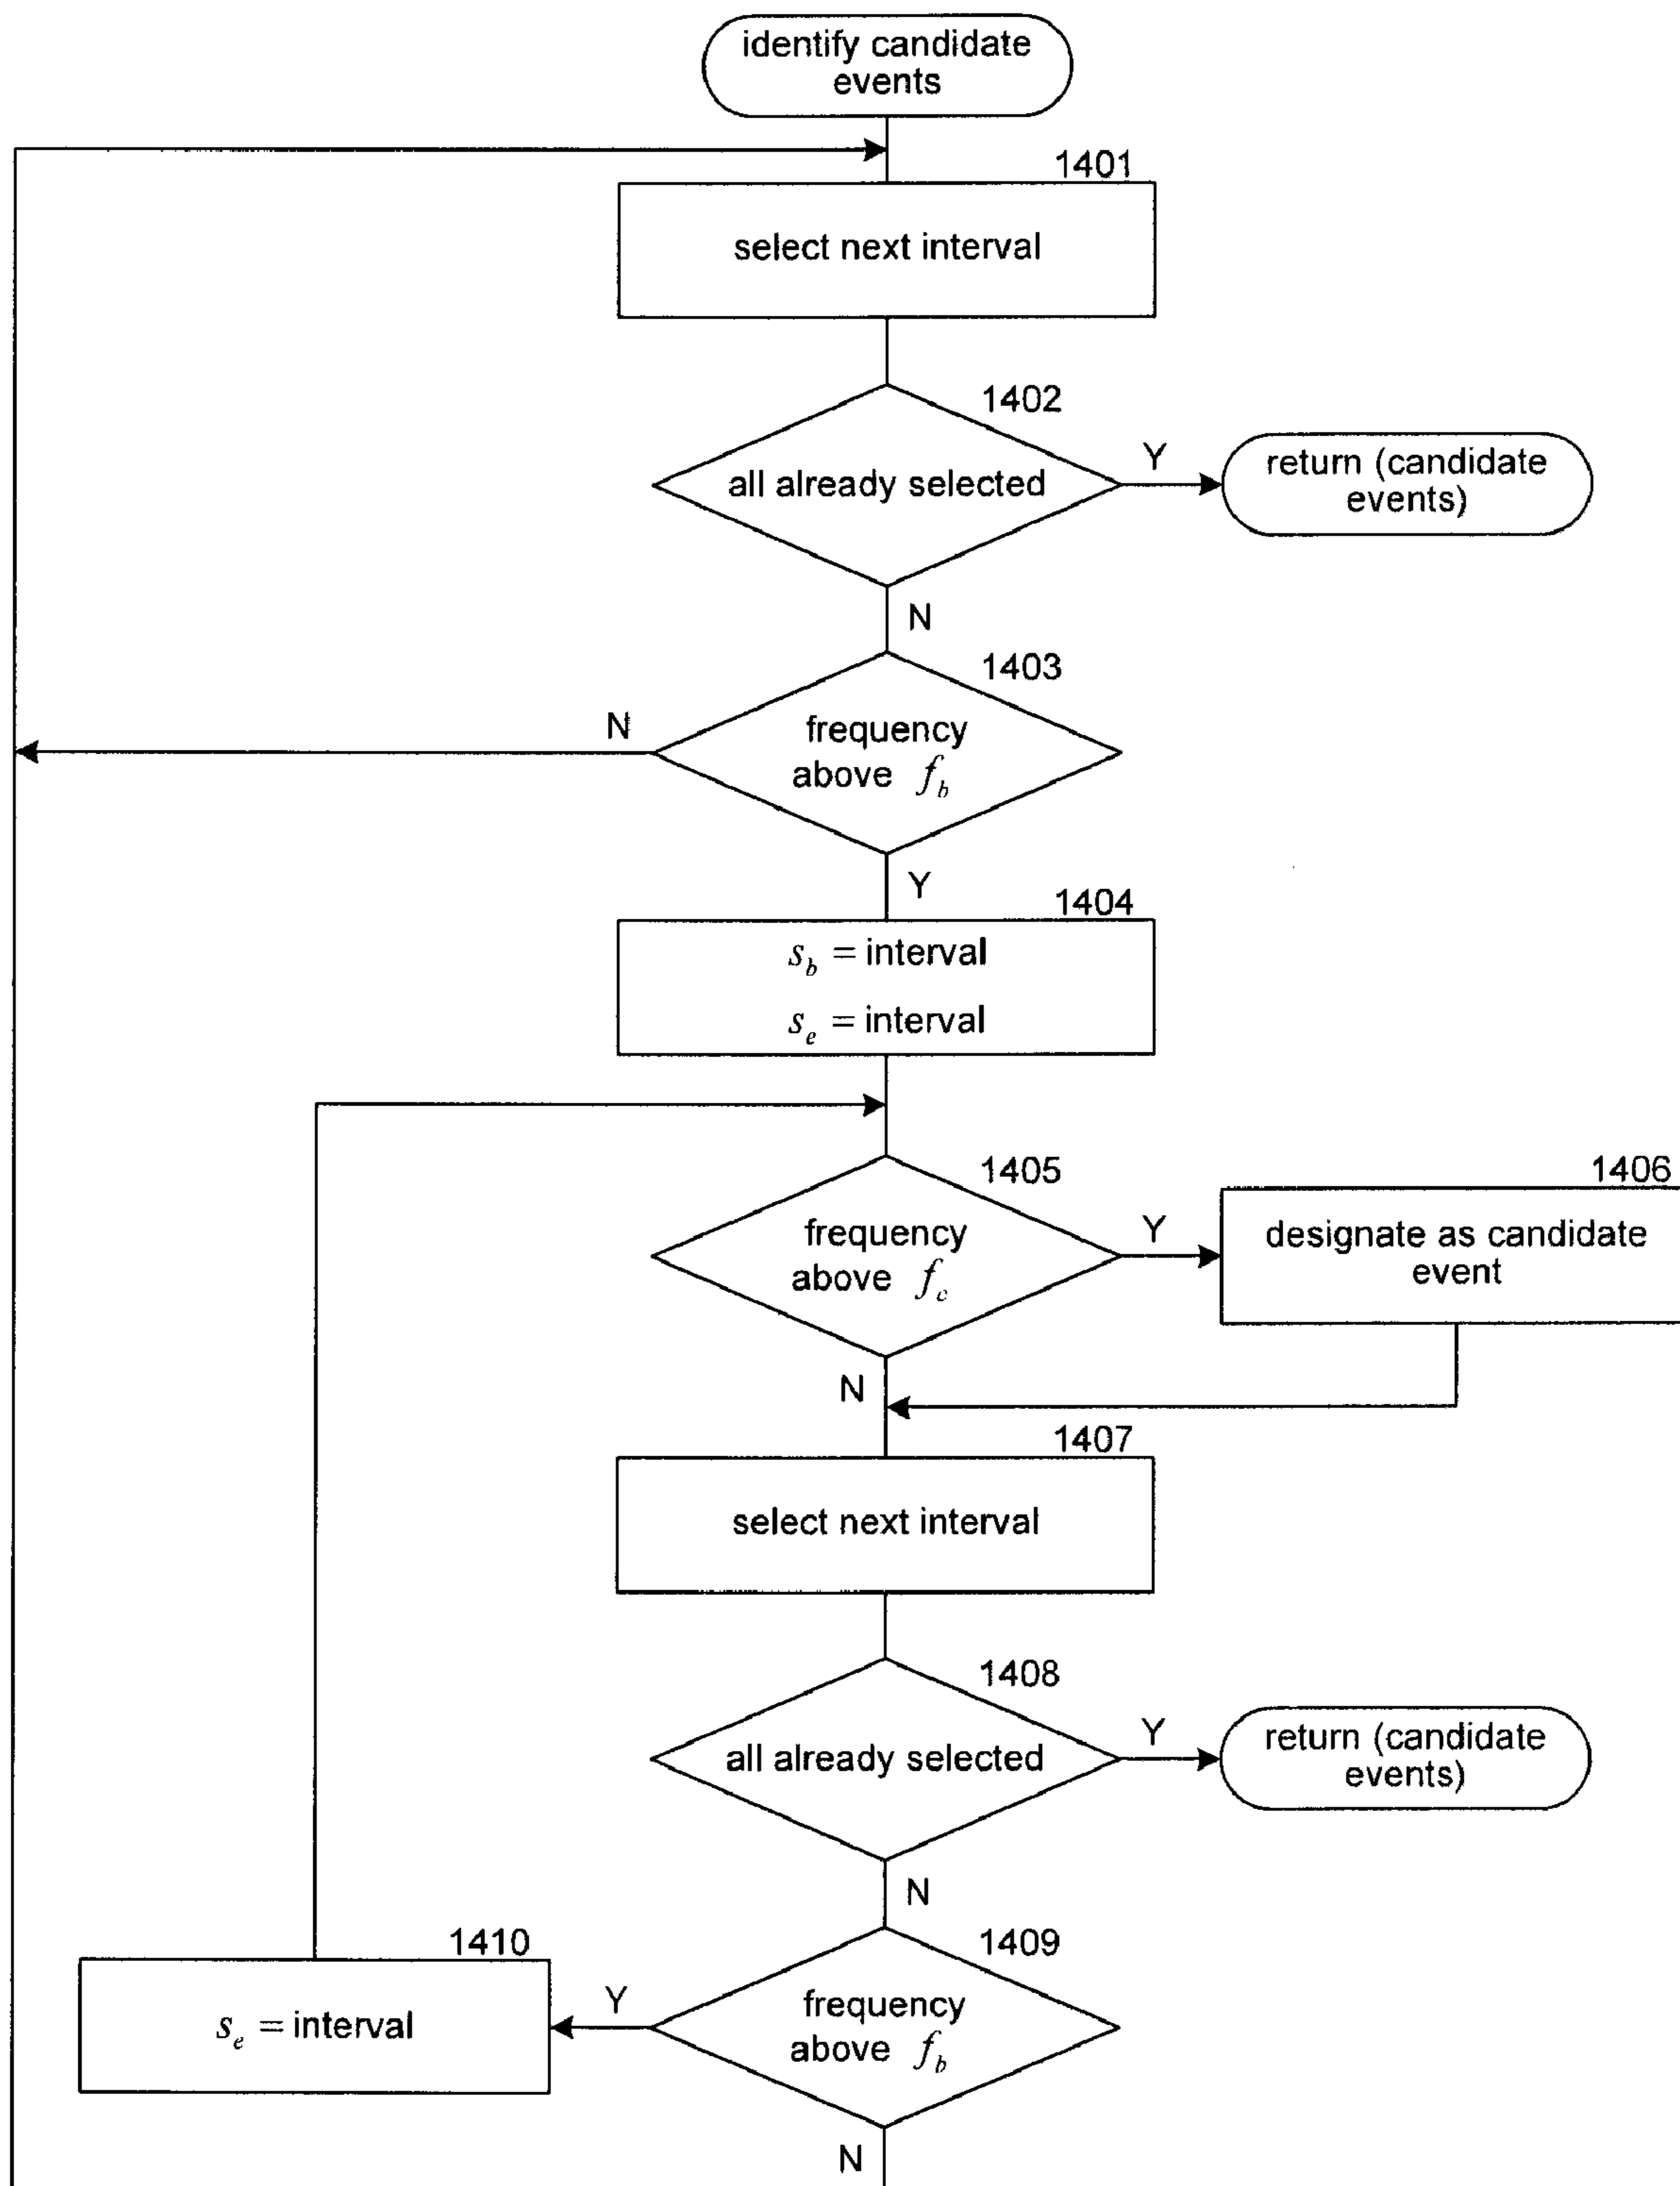 identify candidate
events
1401
select next interval
1402
all already selected
Y
return (candidate
events)
N
1403
N
frequency
above f_b
Y
1404
s_b = interval
s_e = interval
1405
frequency
above f_c
Y
1406
designate as candidate
event
N
1407
select next interval
1408
all already selected
Y
return (candidate
events)
N
1409
frequency
above f_b
Y
1410
s_e = interval
N